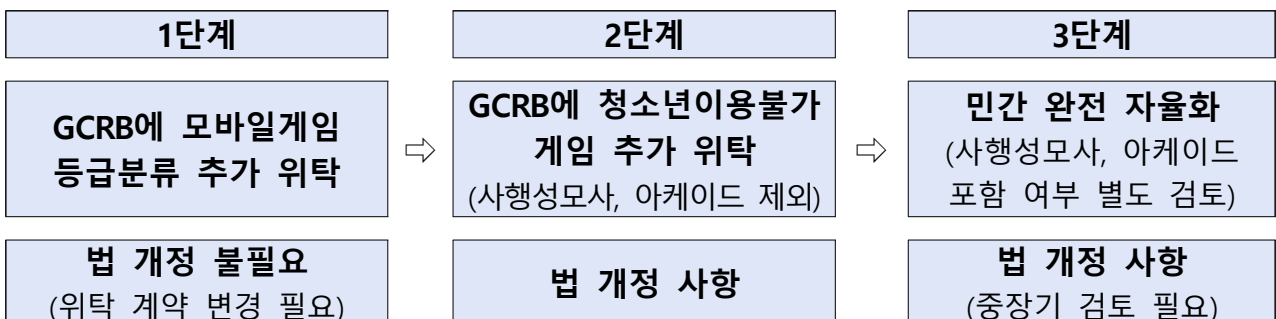 1단계
2단계
3단계
GCRB에 모바일게임
등급분류 추가 위탁
⇨
GCRB에 청소년이용불가
게임 추가 위탁
(사행성모사, 아케이드 제외)
⇨
민간 완전 자율화
(사행성모사, 아케이드
포함 여부 별도 검토)
법 개정 불필요
(위탁 계약 변경 필요)
법 개정 사항
법 개정 사항
(중장기 검토 필요)